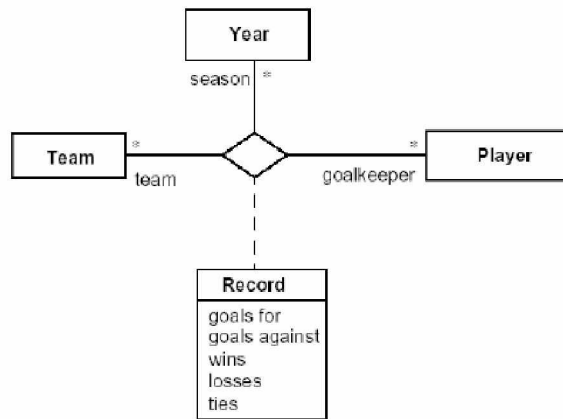 Year
season *
* *
Team
Player
team
goalkeeper
Record
goals for
goals against
wins
losses
ties